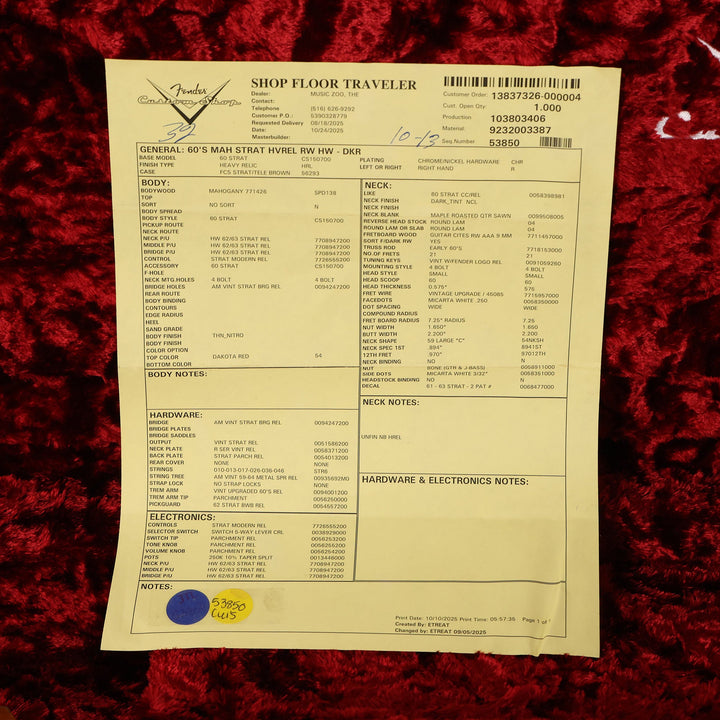 Fender
Custom Shop
SHOP FLOOR TRAVELER
Dealer: MUSIC ZOO, THE
Contact:
Telephone (516) 626-9292
Customer P.O.: 5390328779
Requested Delivery 08/18/2025
Date: 10/24/2025
Masterbuilder:
Customer Order: 13837326-000004
Cust. Open Qty: 1.000
Production 103803406
Material: 9232003387
Seq Number 53850
10-13
GENERAL: 60'S MAH STRAT HVREL RW HW - DKR
BASE MODEL 60 STRAT CS150700 PLATING CHROME/NICKEL HARDWARE CHR
FINISH TYPE HEAVY RELIC HRL LEFT OR RIGHT RIGHT HAND R
CASE FCS STRAT/TELE BROWN 56293
BODY:
BODYWOOD MAHOGANY 771426 SPD138
TOP
SORT NO SORT N
BODY SPREAD
BODY STYLE 60 STRAT CS150700
PICKUP ROUTE
NECK ROUTE
NECK P/U HW 62/63 STRAT REL 7708947200
MIDDLE P/U HW 62/63 STRAT REL 7708947200
BRIDGE P/U HW 62/63 STRAT REL 7708947200
CONTROL STRAT MODERN REL 7726556200
ACCESSORY 60 STRAT CS150700
F-HOLE
NECK MTG.HOLES 4 BOLT 4 BOLT
BRIDGE HOLES AM VINT STRAT BRG REL 0094247200
REAR ROUTE
BODY BINDING
CONTOURS
EDGE RADIUS
HEEL
SAND GRADE
BODY FINISH THN_NITRO
BODY FINISH
COLOR OPTION
TOP COLOR DAKOTA RED 54
BOTTOM COLOR
BODY NOTES:
HARDWARE:
BRIDGE AM VINT STRAT BRG REL 0094247200
BRIDGE PLATES
BRIDGE SADDLES
OUTPUT VINT STRAT REL 0051586200
NECK PLATE R SER VINT REL 0058371200
BACK PLATE STRAT PARCH REL 0054013200
REAR COVER NONE NONE
STRINGS 010-013-017-026-036-046 STR6
STRING TREE AM VINT 59-64 METAL SPR REL 00935692M0
STRAP LOCK NO STRAP LOCKS NONE
TREM ARM VINT UPGRADED 60'S REL 0094001200
TREM ARM TIP PARCHMENT 0056250000
PICKGUARD 62 STRAT BWB REL 0054557200
ELECTRONICS:
CONTROLS STRAT MODERN REL 7726555200
SELECTOR SWITCH SWITCH 5-WAY LEVER CRL 0038929000
SWITCH TIP PARCHMENT REL 0056253200
TONE KNOB PARCHMENT REL 0056255200
VOLUME KNOB PARCHMENT REL 0056254200
POTS 250K 10% TAPER SPLIT 0013446000
NECK P/U HW 62/63 STRAT REL 7708947200
MIDDLE P/U HW 62/63 STRAT REL 7708947200
BRIDGE P/U HW 62/63 STRAT REL 7708947200
NECK:
LIKE 60 STRAT CC/REL 0058398981
NECK FINISH DARK_TINT NCL
NECK FINISH
NECK BLANK MAPLE ROASTED QTR SAWN 0099508005
REVERSE HEAD STOCK ROUND LAM 04
ROUND LAM OR SLAB ROUND LAM 04
FRETBOARD WOOD GUITAR CITES RW AAA 9 MM 7711457000
SORT F/DARK RW YES
TRUSS ROD EARLY 60'S 7718153000
NO.OF FRETS 21 21
TUNING KEYS VINT W/FENDER LOGO REL 0091059260
MOUNTING STYLE 4 BOLT 4 BOLT
HEAD STYLE SMALL SMALL
HEAD SCOOP 60 60
HEAD THICKNESS 0.575" 575
FRET WIRE VINTAGE UPGRADE / 45085 7715957000
FACEDOTS MICARTA WHITE .250 0058350000
DOT SPACING WIDE WIDE
COMPOUND RADIUS
FRET BOARD RADIUS 7.25" RADIUS 7.25
NUT WIDTH 1.650" 1.650
BUTT WIDTH 2.200" 2.200
NECK SHAPE 59 LARGE "C" 54NKSH
NECK SPEC 1ST .894" 8941ST
12TH FRET .970" 97012TH
NECK BINDING NO N
NUT BONE (GTR & J-BASS) 0058911000
SIDE DOTS MICARTA WHITE 3/32" 0058351000
HEADSTOCK BINDING NO N
DECAL 61 - 63 STRAT - 2 PAT # 0068477000
NECK NOTES:
UNFIN NB HREL
HARDWARE & ELECTRONICS NOTES:
NOTES:
53850
Print Date: 10/10/2025 Print Time: 05:57:35 Page 1 of
Created By: ETREAT
Changed by: ETREAT 09/05/2025